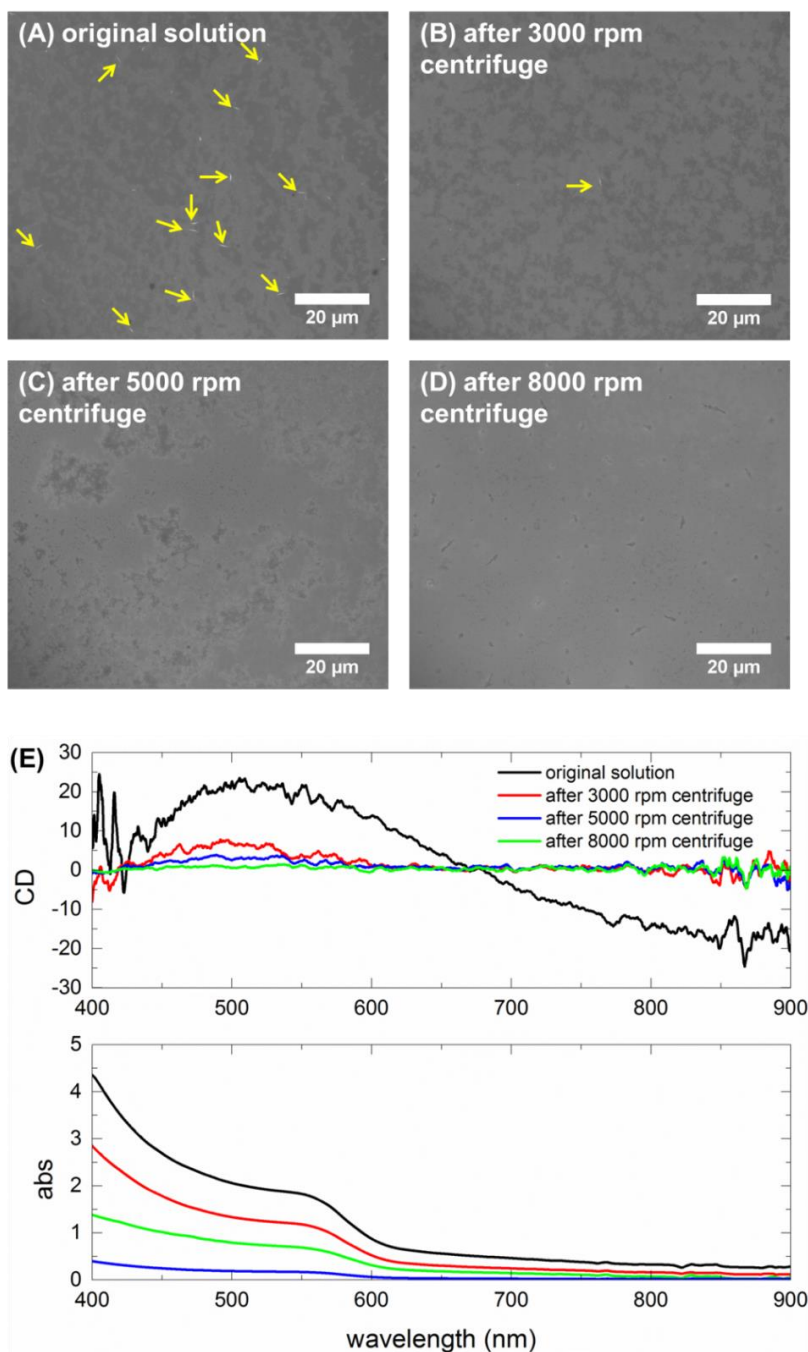 (A) original solution
20 µm
(B) after 3000 rpm
centrifuge
20 µm
(C) after 5000 rpm
centrifuge
20 µm
(D) after 8000 rpm
centrifuge
20 µm
(E)
30
20
10
0
-10
-20
-30
CD
original solution
after 3000 rpm centrifuge
after 5000 rpm centrifuge
after 8000 rpm centrifuge
400 500 600 700 800 900
5
4
3
2
1
0
abs
400 500 600 700 800 900
wavelength (nm)